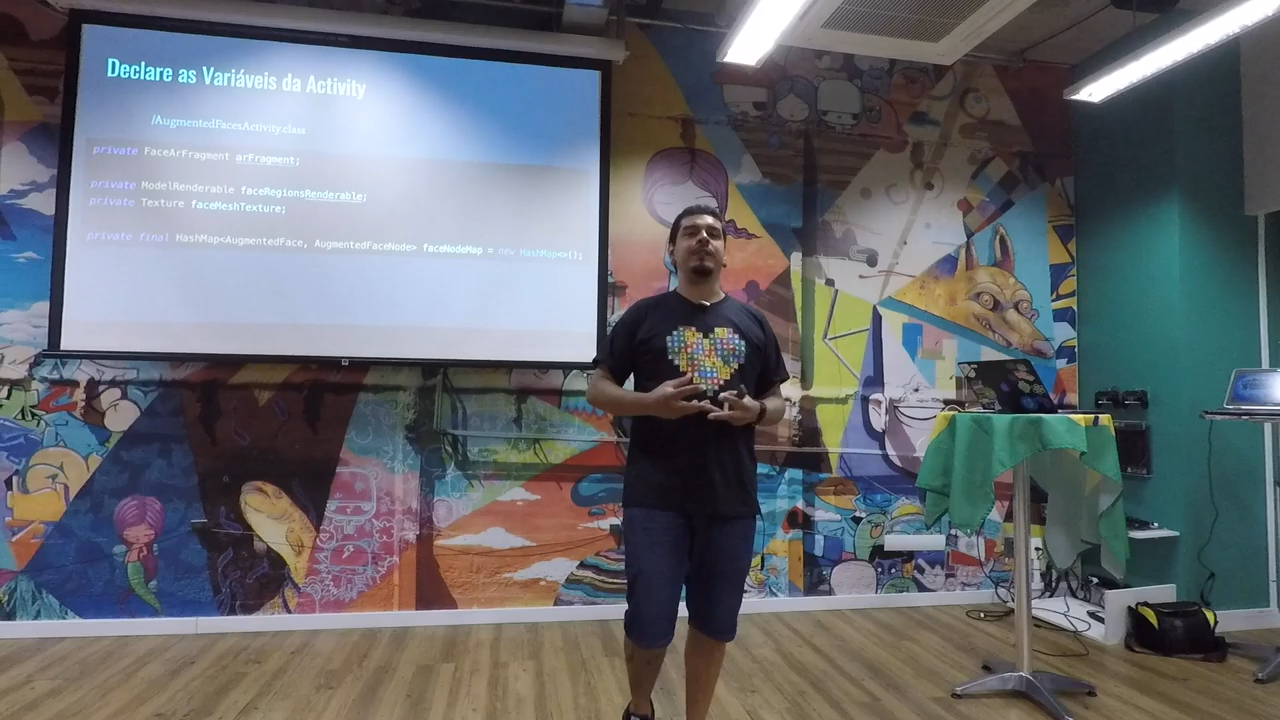 Declare as Variáveis da Activity
/AugmentedFacesActivity.class
private FaceArFragment arFragment;
private ModelRenderable faceRegionsRenderable;
private Texture faceMeshTexture;
private final HashMap<AugmentedFace, AugmentedFaceNode> faceNodeMap = new HashMap<>();